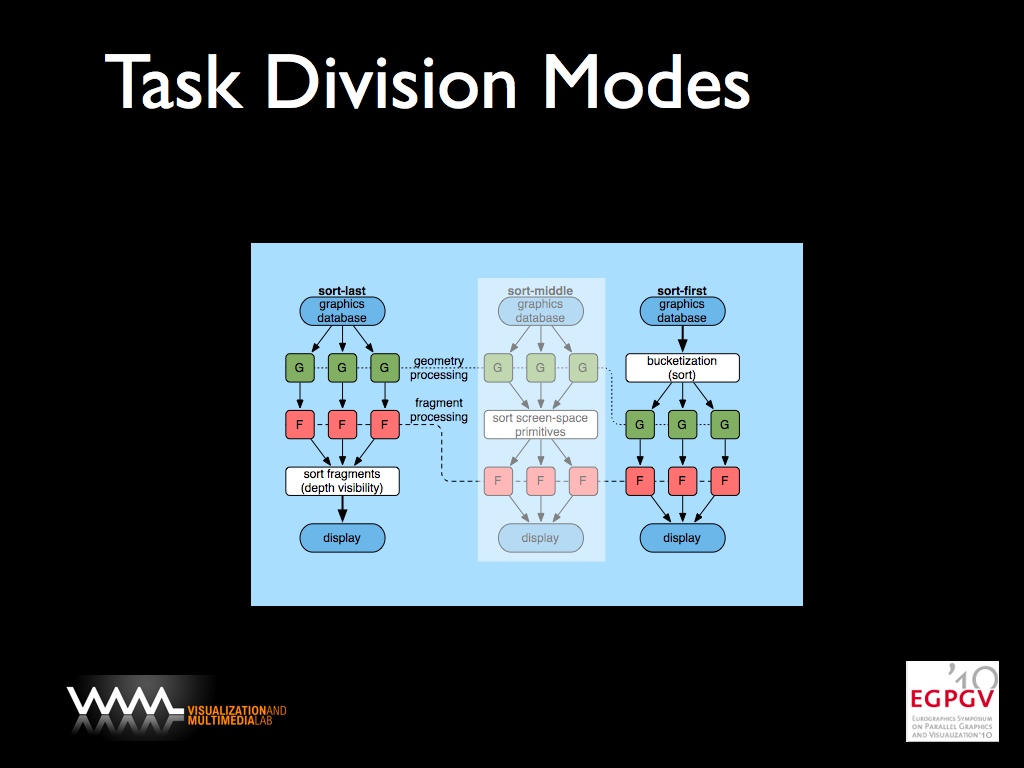 Task Division Modes
sort-last
graphics
database
G G G
F F F
sort fragments
(depth visibility)
display
geometry
processing
fragment
processing
sort-middle
graphics
database
G G G
sort screen-space
primitives
F F F
display
sort-first
graphics
database
bucketization
(sort)
G G G
F F F
display
VISUALIZATIONAND
MULTIMEDIALAB
'10
EGPGV
EUROGRAPHICS SYMPOSIUM
ON PARALLEL GRAPHICS
AND VISUALIZATION'10